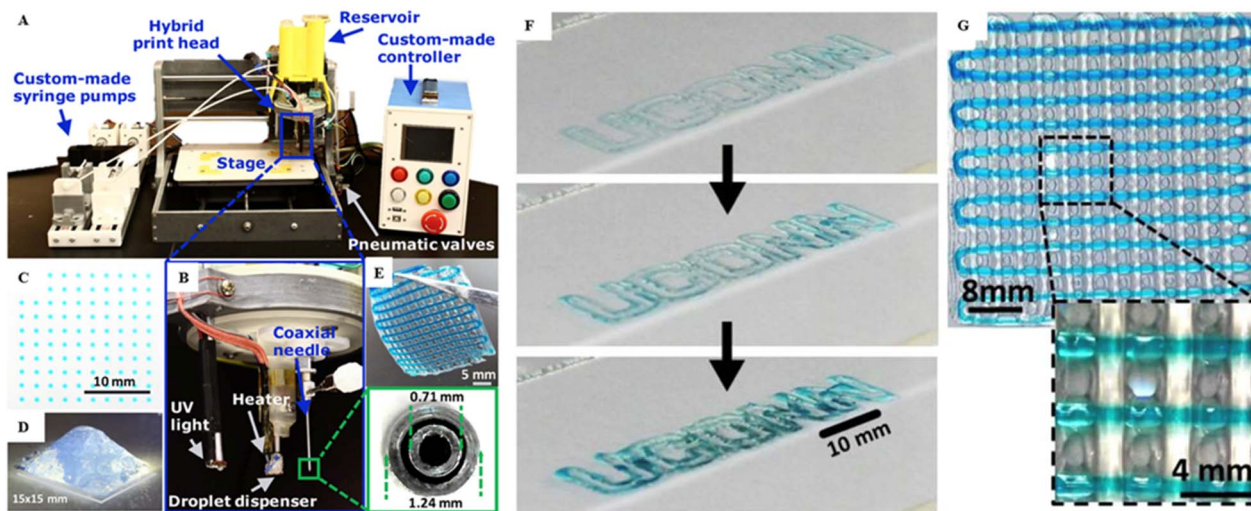 A
Hybrid
print head
Reservoir
Custom-made
controller
Custom-made
syringe pumps
Stage
Pneumatic valves
C
10 mm
D
15x15 mm
B
UV
light
Heater
Droplet dispenser
Coaxial
needle
E
5 mm
0.71 mm
1.24 mm
F
UCONN
UCONN
UCONN
10 mm
G
8mm
4 mm